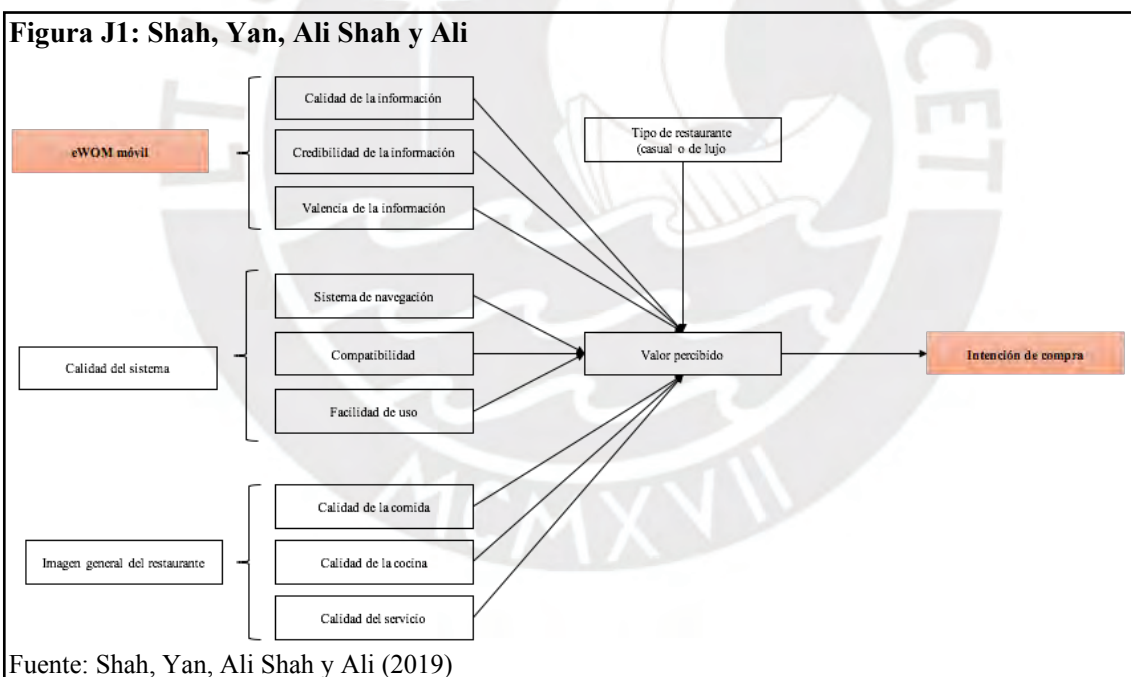 Figura J1: Shah, Yan, Ali Shah y Ali
eWOM móvil
Calidad de la información
Credibilidad de la información
Valencia de la información
Tipo de restaurante
(casual o de lujo
Calidad del sistema
Sistema de navegación
Compatibilidad
Facilidad de uso
Valor percibido
Intención de compra
Imagen general del restaurante
Calidad de la comida
Calidad de la cocina
Calidad del servicio
MCMXVII
Fuente: Shah, Yan, Ali Shah y Ali (2019)